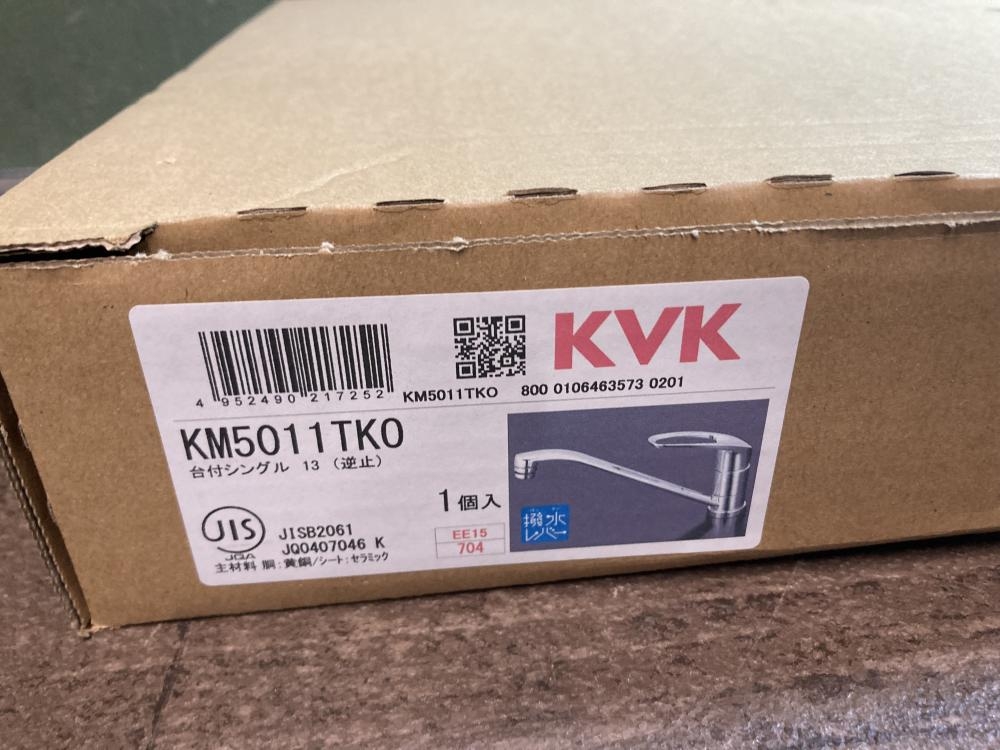 KVK
4 952490 217252
KM5011TKO 800 0106463573 0201
KM5011TKO
台付シングル 13 (逆止)
1個入
JIS
JQA
JISB2061
JQ0407046 K
EE15
704
主材料 胴:黄銅/シート:セラミック
撥水
レバー